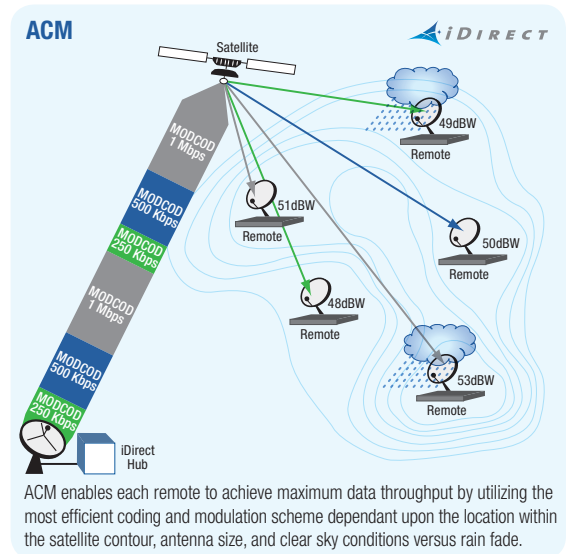 ACM
iDIRECT
Satellite
49dBW
Remote
MODCOD
1 Mbps
MODCOD
500 Kbps
51dBW
Remote
50dBW
Remote
MODCOD
250 Kbps
MODCOD
1 Mbps
48dBW
Remote
MODCOD
500 Kbps
53dBW
Remote
MODCOD
250 Kbps
iDirect
Hub
ACM enables each remote to achieve maximum data throughput by utilizing the
most efficient coding and modulation scheme dependant upon the location within
the satellite contour, antenna size, and clear sky conditions versus rain fade.